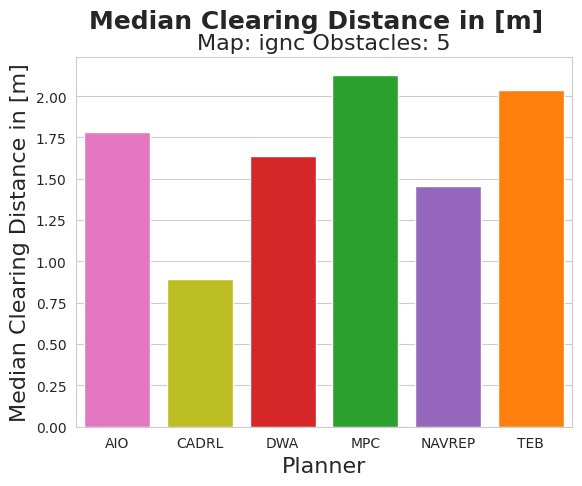 Median Clearing Distance in [m]
Map: ignc Obstacles: 5
Median Clearing Distance in [m]
2.00
1.75
1.50
1.25
1.00
0.75
0.50
0.25
0.00
AIO CADRL DWA MPC NAVREP TEB
Planner